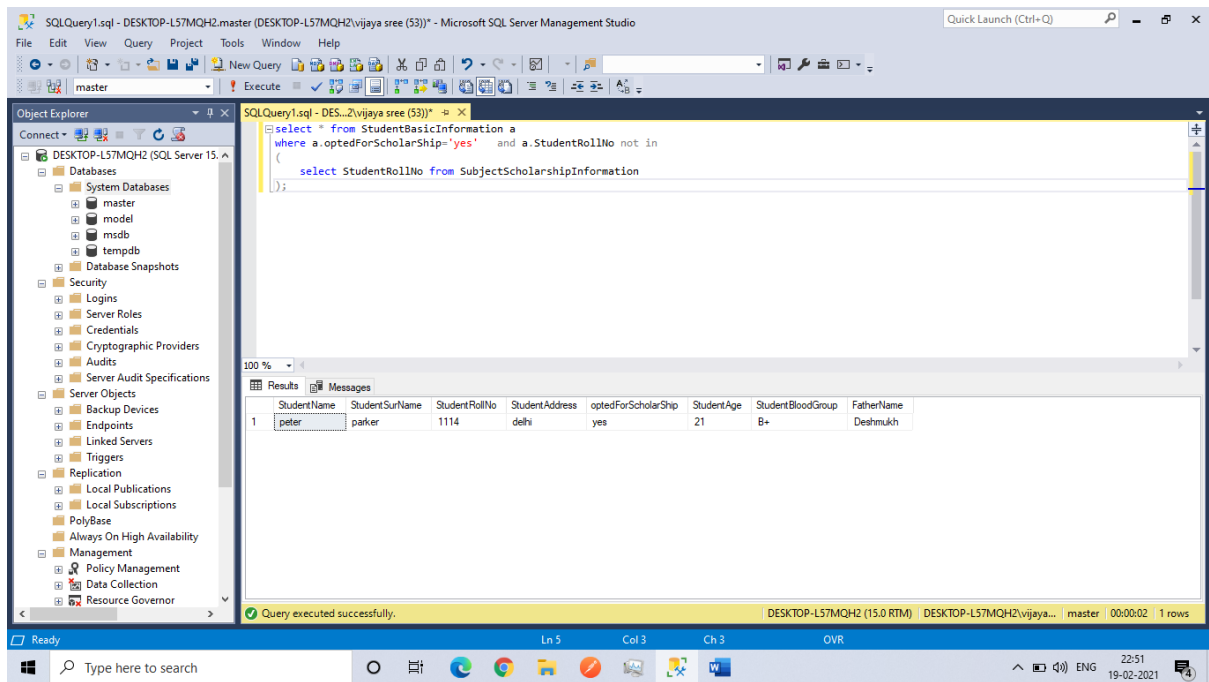 SQLQuery1.sql - DESKTOP-L57MQH2.master (DESKTOP-L57MQH2\vijaya sree (53))* - Microsoft SQL Server Management Studio
Quick Launch (Ctrl+Q)
File Edit View Query Project Tools Window Help
New Query
master
Execute
Object Explorer
SQLQuery1.sql - DES...2\vijaya sree (53))*
Connect
DESKTOP-L57MQH2 (SQL Server 15.
Databases
System Databases
master
model
msdb
tempdb
Database Snapshots
Security
Logins
Server Roles
Credentials
Cryptographic Providers
Audits
Server Audit Specifications
Server Objects
Backup Devices
Endpoints
Linked Servers
Triggers
Replication
Local Publications
Local Subscriptions
PolyBase
Always On High Availability
Management
Policy Management
Data Collection
Resource Governor
select * from StudentBasicInformation a
where a.optedForScholarShip='yes' and a.StudentRollNo not in
(
select StudentRollNo from SubjectScholarshipInformation
);
100 %
Results Messages
StudentName StudentSurName StudentRollNo StudentAddress optedForScholarShip StudentAge StudentBloodGroup FatherName
1 peter parker 1114 delhi yes 21 B+ Deshmukh
Query executed successfully.
DESKTOP-L57MQH2 (15.0 RTM) DESKTOP-L57MQH2\vijaya... master 00:00:02 1 rows
Ready
Ln 5 Col 3 Ch 3 OVR
Type here to search
ENG
22:51
19-02-2021
4